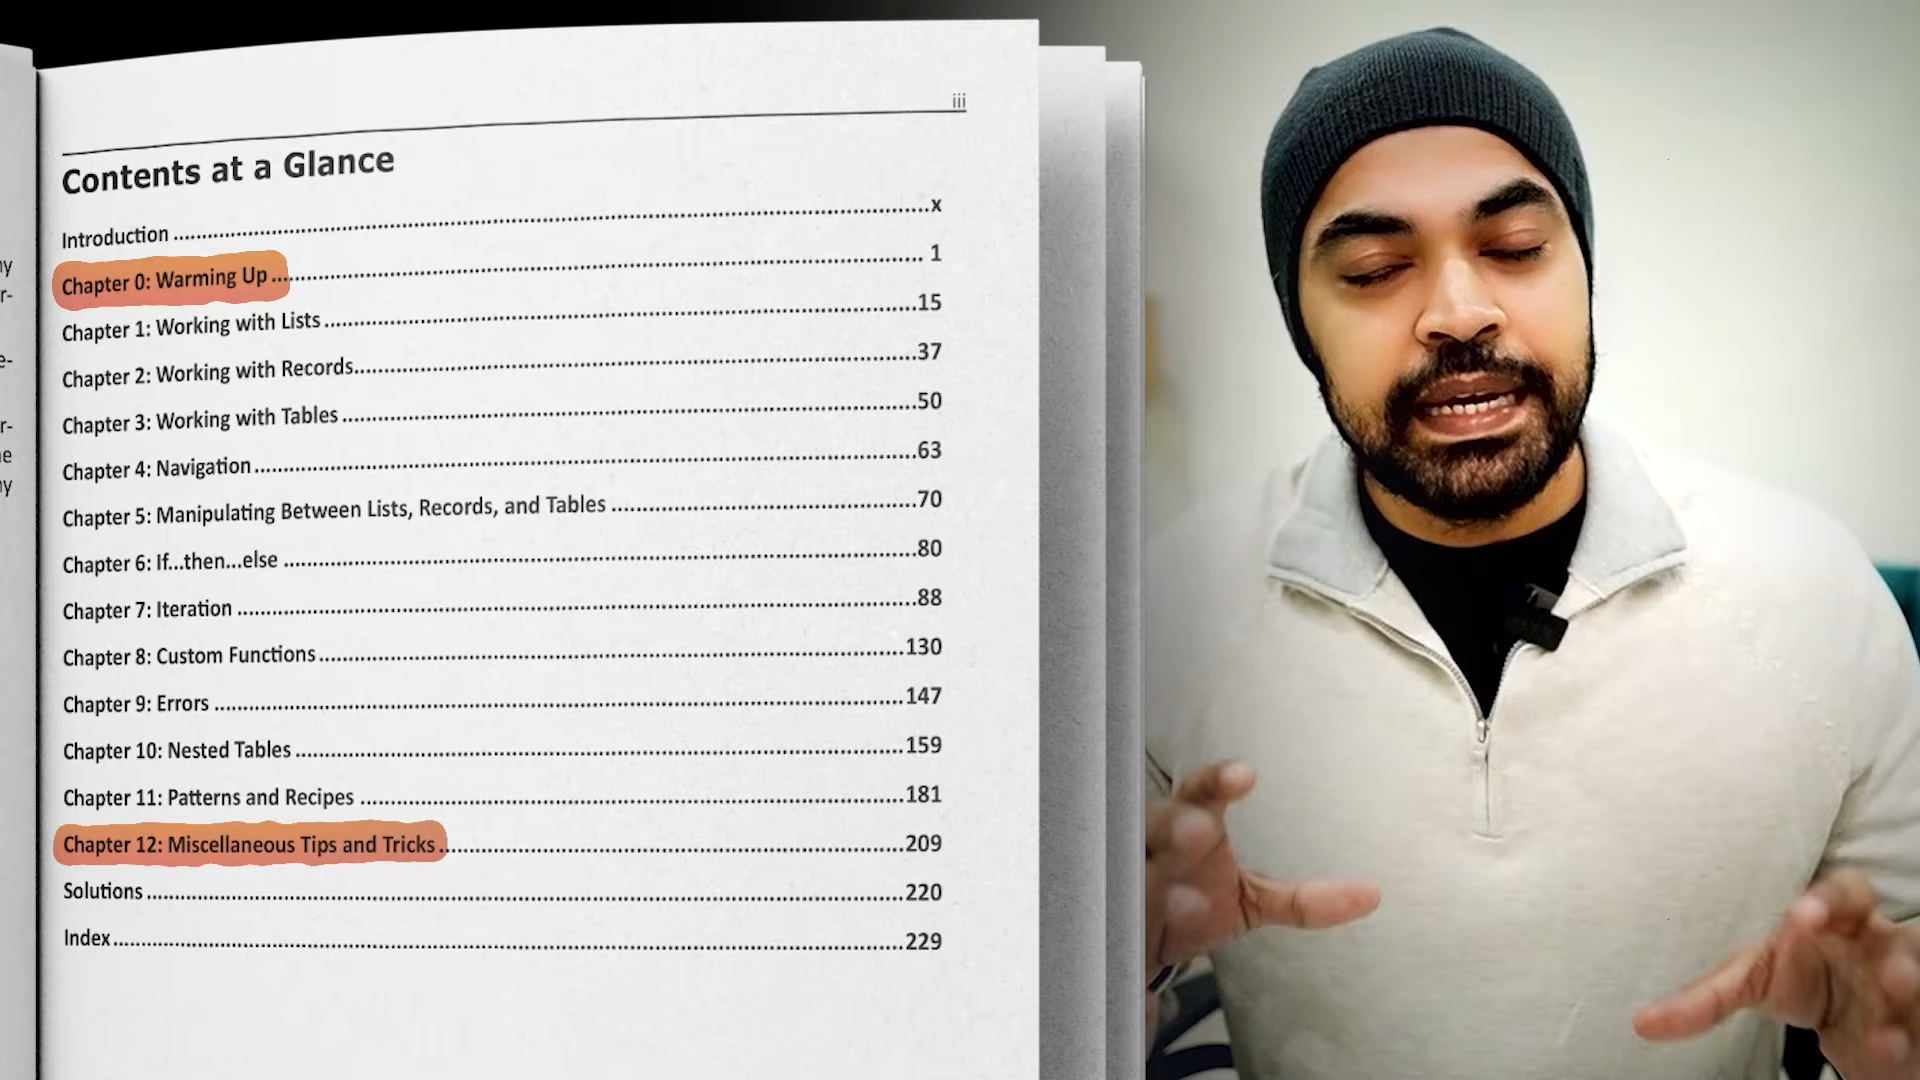 iii
Contents at a Glance
Introduction ........ x
Chapter 0: Warming Up ........ 1
Chapter 1: Working with Lists ........ 15
Chapter 2: Working with Records ........ 37
Chapter 3: Working with Tables ........ 50
Chapter 4: Navigation ........ 63
Chapter 5: Manipulating Between Lists, Records, and Tables ........ 70
Chapter 6: If...then...else ........ 80
Chapter 7: Iteration ........ 88
Chapter 8: Custom Functions ........ 130
Chapter 9: Errors ........ 147
Chapter 10: Nested Tables ........ 159
Chapter 11: Patterns and Recipes ........ 181
Chapter 12: Miscellaneous Tips and Tricks ........ 209
Solutions ........ 220
Index ........ 229